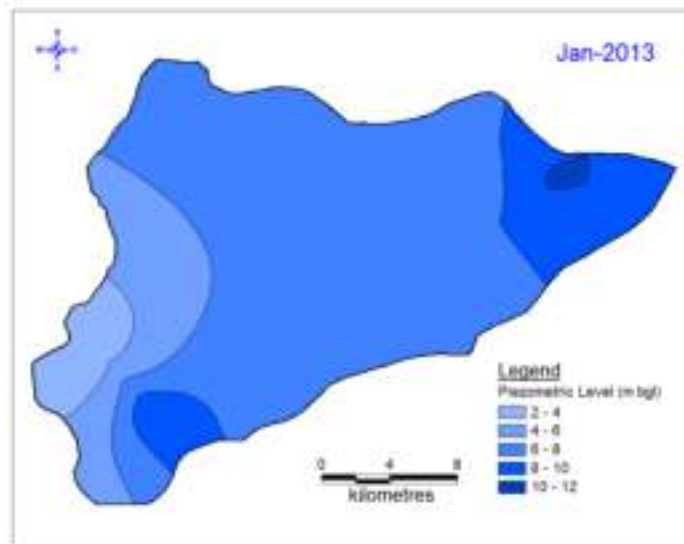 Jan-2013
Legend
Piezometric Level (m bgl)
2 - 4
4 - 6
6 - 8
8 - 10
10 - 12
0 4 8
kilometres